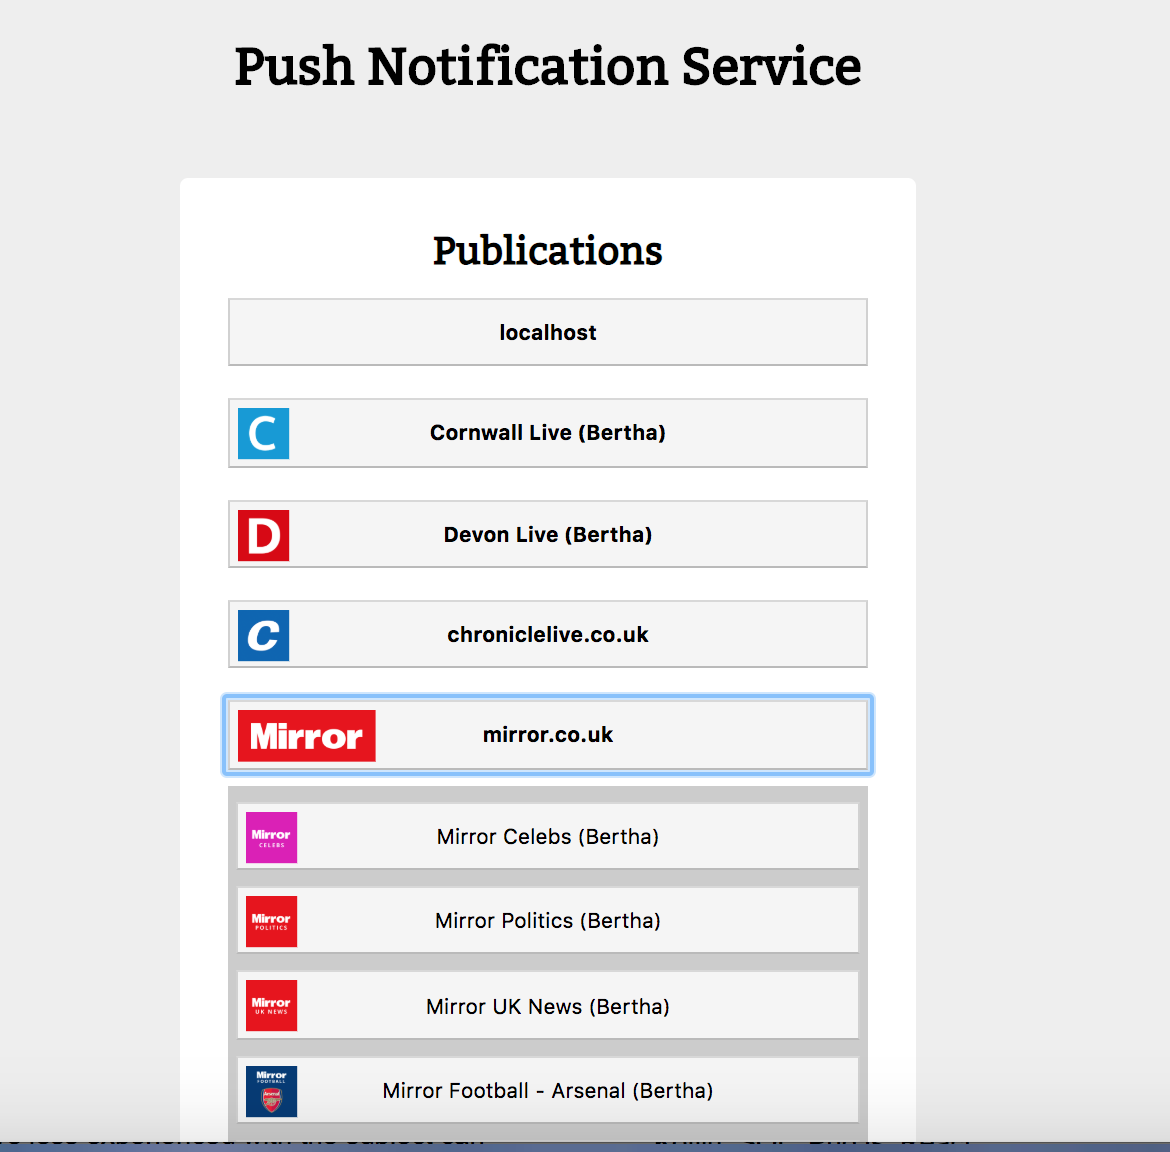 Push Notification Service
Publications
localhost
C
Cornwall Live (Bertha)
D
Devon Live (Bertha)
c
chroniclelive.co.uk
Mirror
mirror.co.uk
Mirror
CELEBS
Mirror Celebs (Bertha)
Mirror
POLITICS
Mirror Politics (Bertha)
Mirror
UK NEWS
Mirror UK News (Bertha)
Mirror
FOOTBALL
Arsenal
Mirror Football - Arsenal (Bertha)